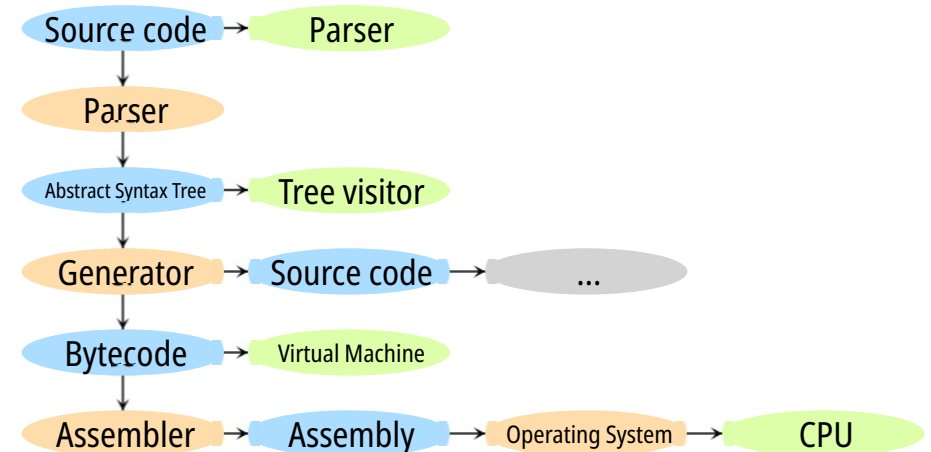 Source code
Parser
Parser
Abstract Syntax Tree
Tree visitor
Generator
Source code
...
Bytecode
Virtual Machine
Assembler
Assembly
Operating System
CPU